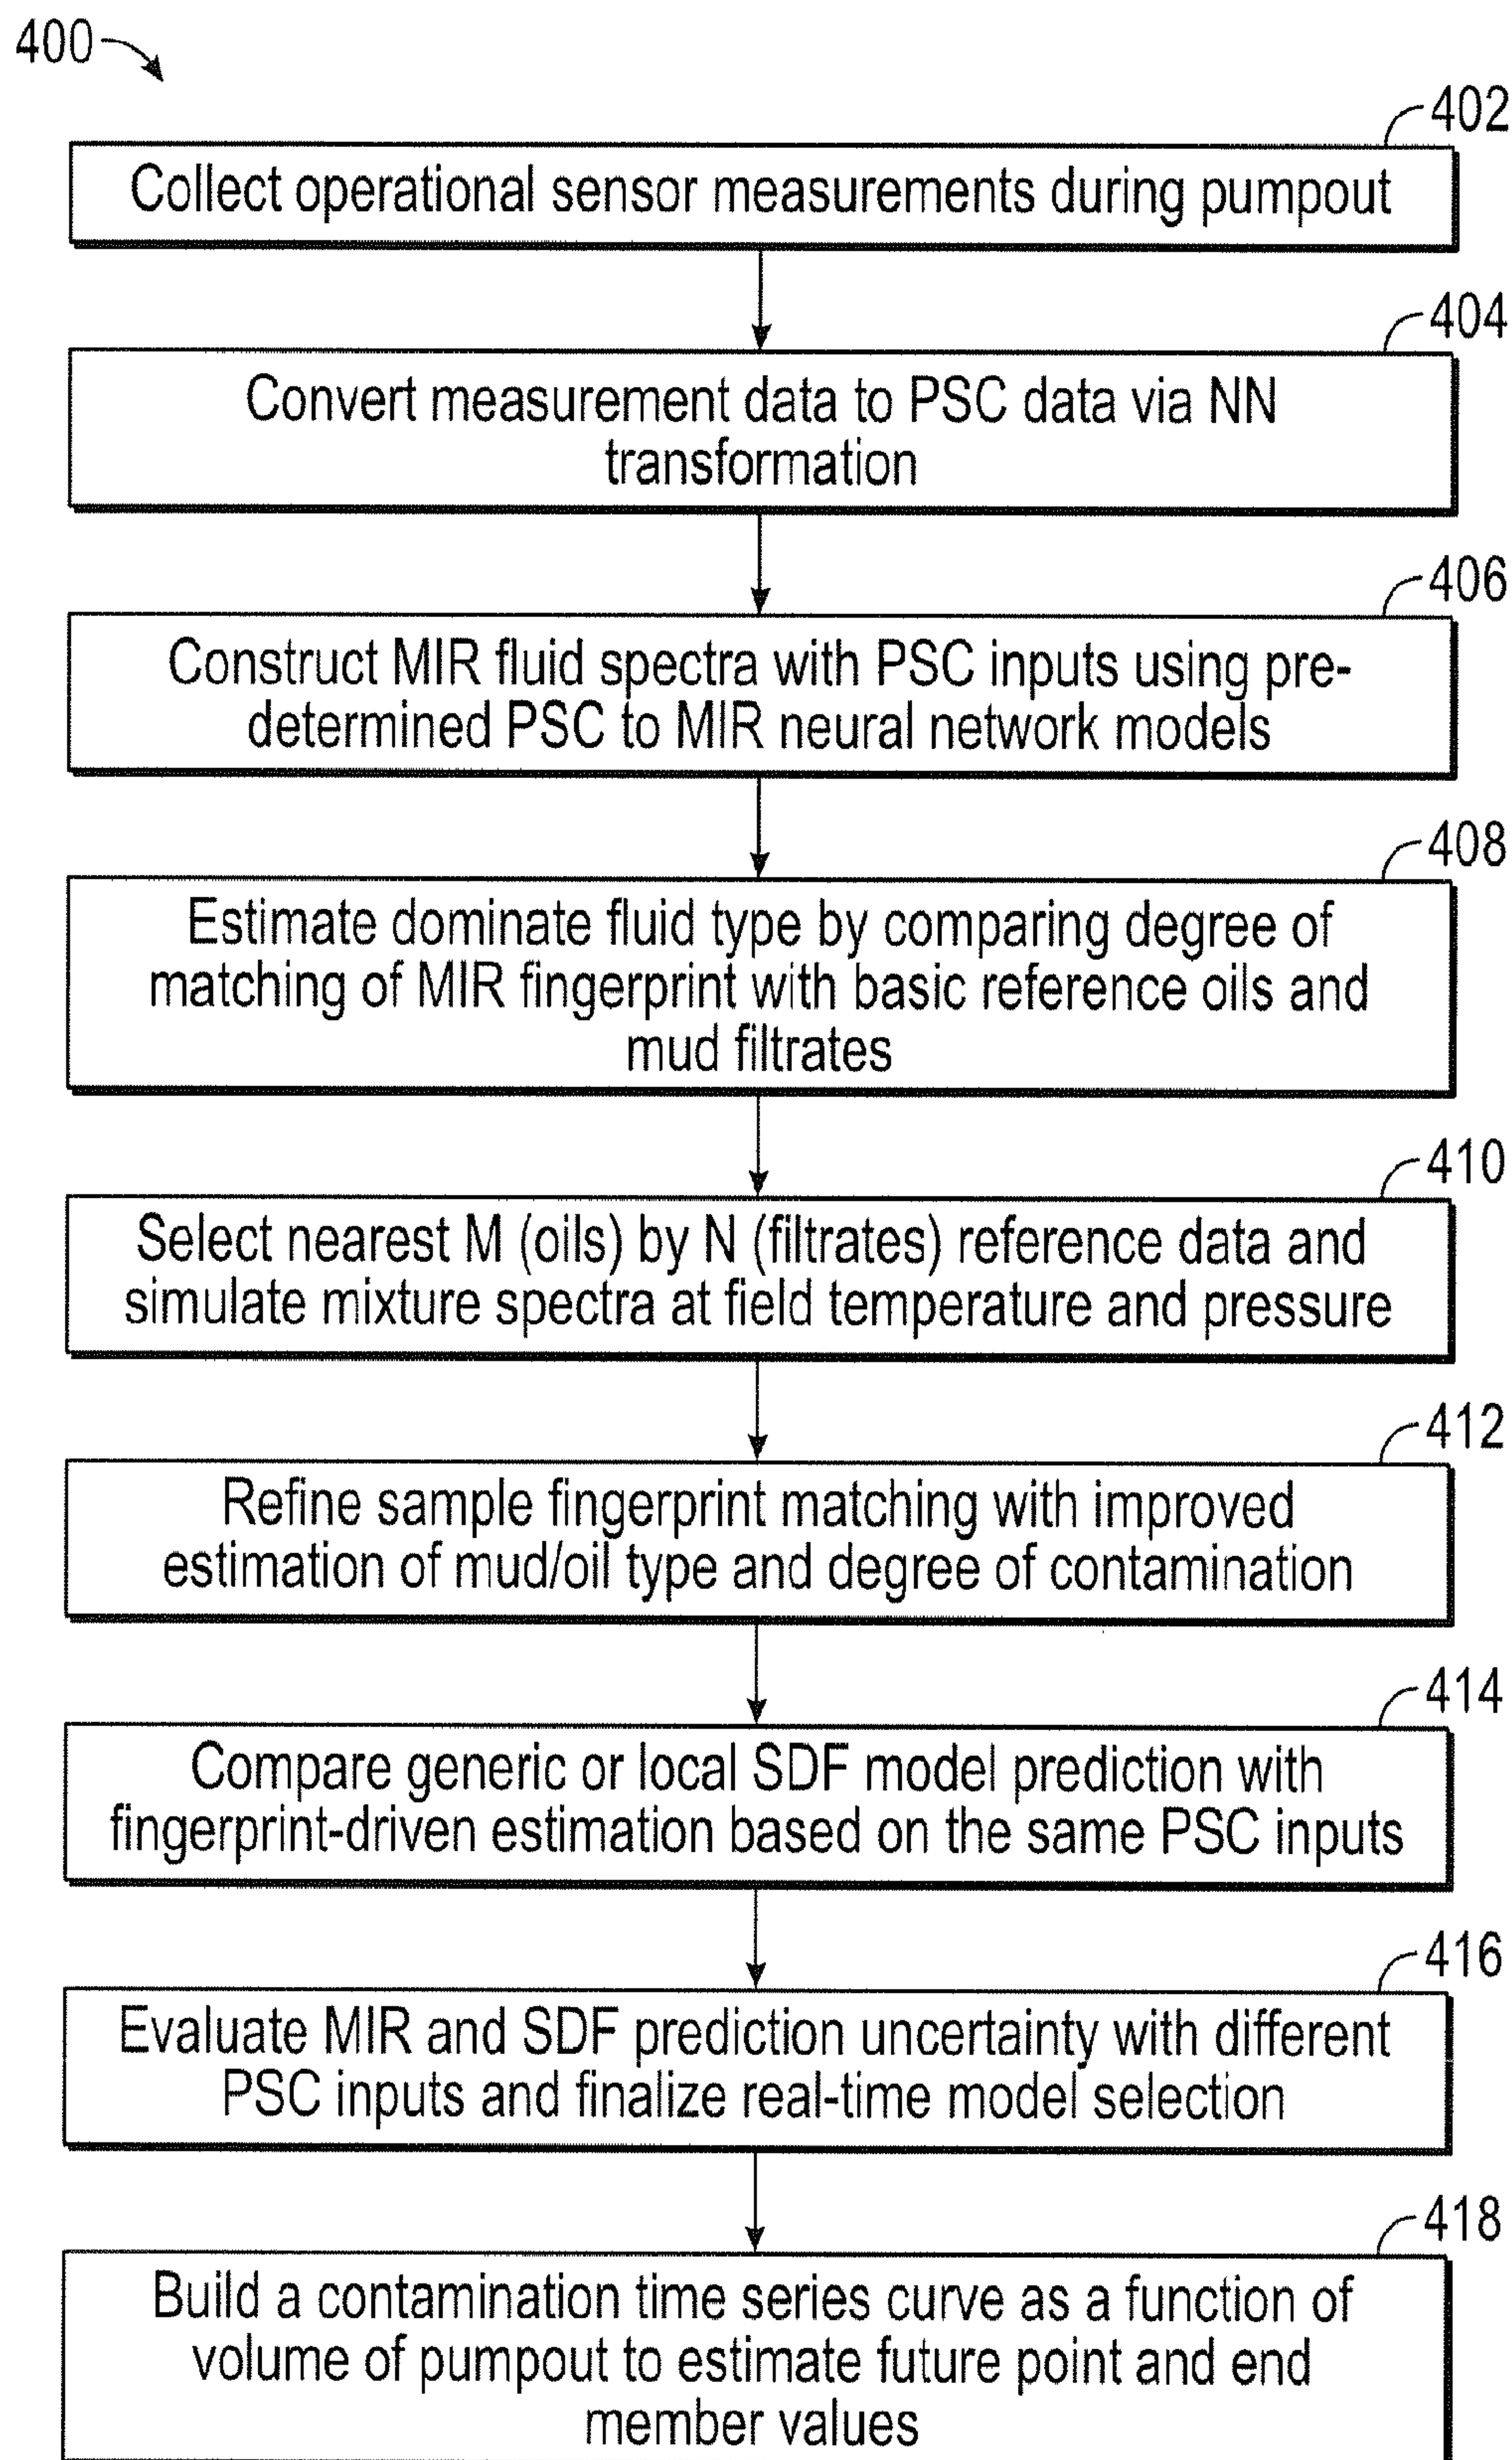 400
402
Collect operational sensor measurements during pumpout
404
Convert measurement data to PSC data via NN
transformation
406
Construct MIR fluid spectra with PSC inputs using pre-
determined PSC to MIR neural network models
408
Estimate dominate fluid type by comparing degree of
matching of MIR fingerprint with basic reference oils and
mud filtrates
410
Select nearest M (oils) by N (filtrates) reference data and
simulate mixture spectra at field temperature and pressure
412
Refine sample fingerprint matching with improved
estimation of mud/oil type and degree of contamination
414
Compare generic or local SDF model prediction with
fingerprint-driven estimation based on the same PSC inputs
416
Evaluate MIR and SDF prediction uncertainty with different
PSC inputs and finalize real-time model selection
418
Build a contamination time series curve as a function of
volume of pumpout to estimate future point and end
member values